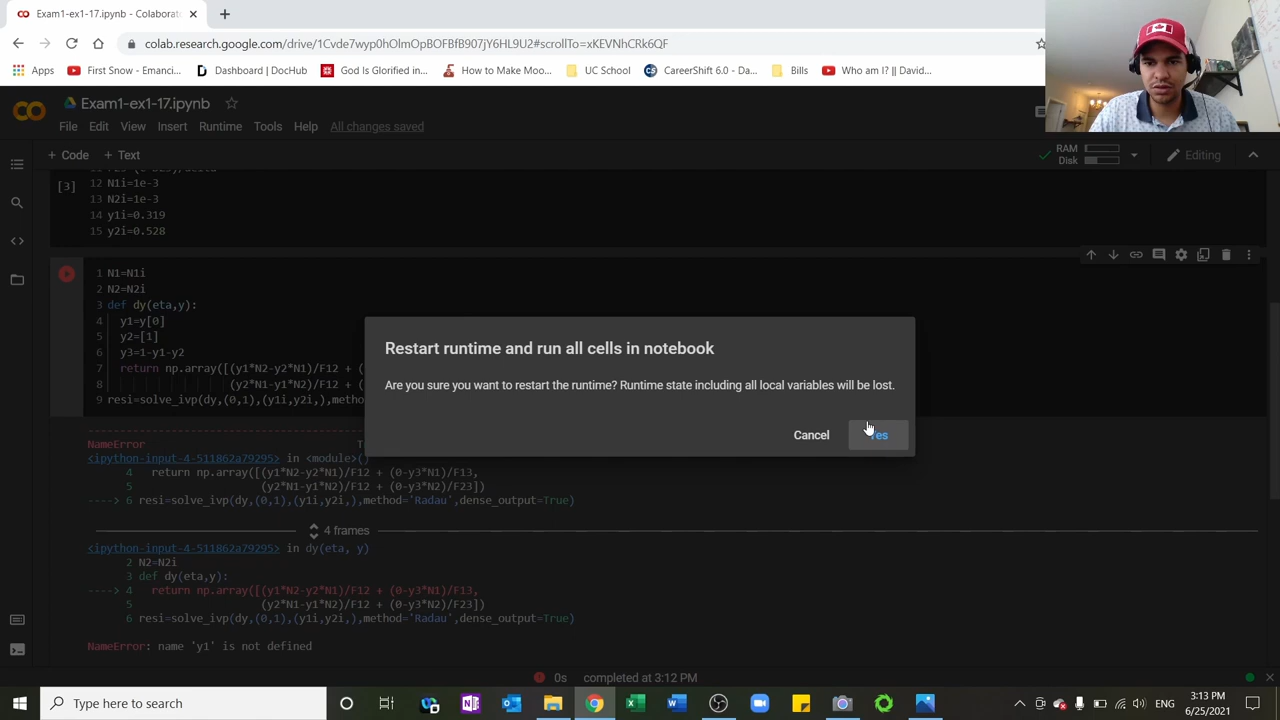 Exam1-ex1-17.ipynb - Colaborat
colab.research.google.com/drive/
Apps
First Snow - Emanci...
Dashboard | DocHub
God Is Glorified in...
How to Make Moo...
UC School
CareerShift 6.0 - Da...
Bills
Who am I? || David...
Exam1-ex1-17.ipynb
File Edit View Insert Runtime Tools Help All changes saved
+ Code + Text
RAM
Disk
Editing
[3]
12 N1i=1e-3
13 N2i=1e-3
14 y1i=0.319
15 y2i=0.528
1 N1=N1i
2 N2=N2i
3 def dy(eta,y):
4 y1=y[0]
5 y2=[1]
6 y3=1-y1-y2
7 return np.array([(y1*N2-y2*N1)/F12 + (
8 (y2*N1-y1*N2)/F12 + (
9 resi=solve_ivp(dy,(0,1),(y1i,y2i,),metho
Restart runtime and run all cells in notebook
Are you sure you want to restart the runtime? Runtime state including all local variables will be lost.
Cancel Yes
NameError
<ipython-input-4-511862a79295> in <module>()
4 return np.array([(y1*N2-y2*N1)/F12 + (0-y3*N1)/F13,
5 (y2*N1-y1*N2)/F12 + (0-y3*N2)/F23])
----> 6 resi=solve_ivp(dy,(0,1),(y1i,y2i,),method='Radau',dense_output=True)
4 frames
<ipython-input-4-511862a79295> in dy(eta, y)
2 N2=N2i
3 def dy(eta,y):
----> 4 return np.array([(y1*N2-y2*N1)/F12 + (0-y3*N1)/F13,
5 (y2*N1-y1*N2)/F12 + (0-y3*N2)/F23])
6 resi=solve_ivp(dy,(0,1),(y1i,y2i,),method='Radau',dense_output=True)
NameError: name 'y1' is not defined
0s completed at 3:12 PM
Type here to search
ENG
3:13 PM
6/25/2021